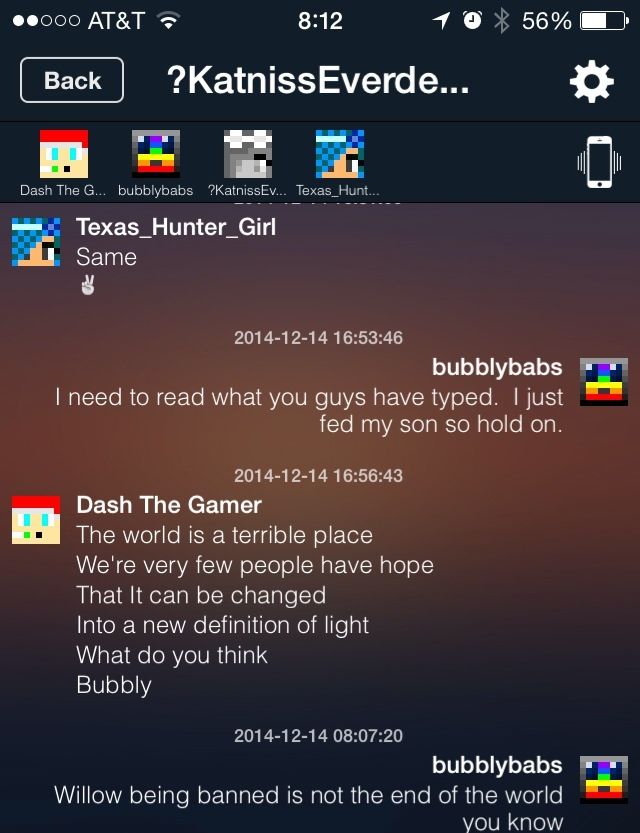 AT&T 8:12 56%
Back ?KatnissEverde...
Dash The G... bubblybabs ?KatnissEv... Texas_Hunt...
Texas_Hunter_Girl
Same
✌
2014-12-14 16:53:46
bubblybabs
I need to read what you guys have typed. I just
fed my son so hold on.
2014-12-14 16:56:43
Dash The Gamer
The world is a terrible place
We're very few people have hope
That It can be changed
Into a new definition of light
What do you think
Bubbly
2014-12-14 08:07:20
bubblybabs
Willow being banned is not the end of the world
you know